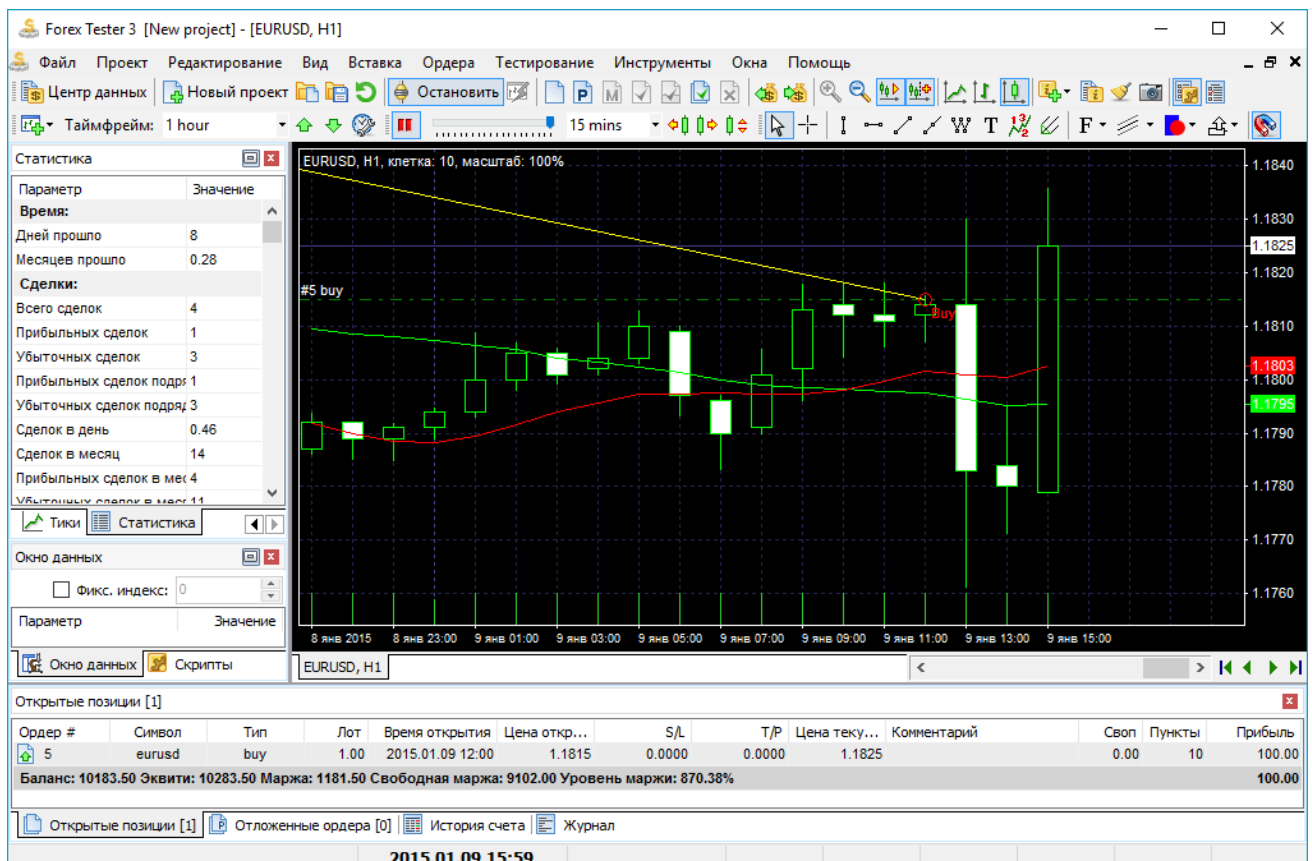 Forex Tester 3 [New project] - [EURUSD, H1]
Файл Проект Редактирование Вид Вставка Ордера Тестирование Инструменты Окна Помощь
Центр данных Новый проект Остановить
Таймфрейм: 1 hour 15 mins
Статистика
Параметр Значение
Время:
Дней прошло 8
Месяцев прошло 0.28
Сделки:
Всего сделок 4
Прибыльных сделок 1
Убыточных сделок 3
Прибыльных сделок подря 1
Убыточных сделок подряд 3
Сделок в день 0.46
Сделок в месяц 14
Прибыльных сделок в мес 4
Убыточных сделок в мес 11
Тики Статистика
Окно данных
Фикс. индекс: 0
Параметр Значение
Окно данных Скрипты
EURUSD, H1, клетка: 10, масштаб: 100%
#5 buy
Buy
1.1840
1.1830
1.1825
1.1820
1.1810
1.1803
1.1800
1.1795
1.1790
1.1780
1.1770
1.1760
8 янв 2015 8 янв 23:00 9 янв 01:00 9 янв 03:00 9 янв 05:00 9 янв 07:00 9 янв 09:00 9 янв 11:00 9 янв 13:00 9 янв 15:00
EURUSD, H1
Открытые позиции [1]
Ордер # Символ Тип Лот Время открытия Цена откр... S/L T/P Цена теку... Комментарий Своп Пункты Прибыль
5 eurusd buy 1.00 2015.01.09 12:00 1.1815 0.0000 0.0000 1.1825 0.00 10 100.00
Баланс: 10183.50 Эквити: 10283.50 Маржа: 1181.50 Свободная маржа: 9102.00 Уровень маржи: 870.38% 100.00
Открытые позиции [1] Отложенные ордера [0] История счета Журнал
2015.01.09 15:59